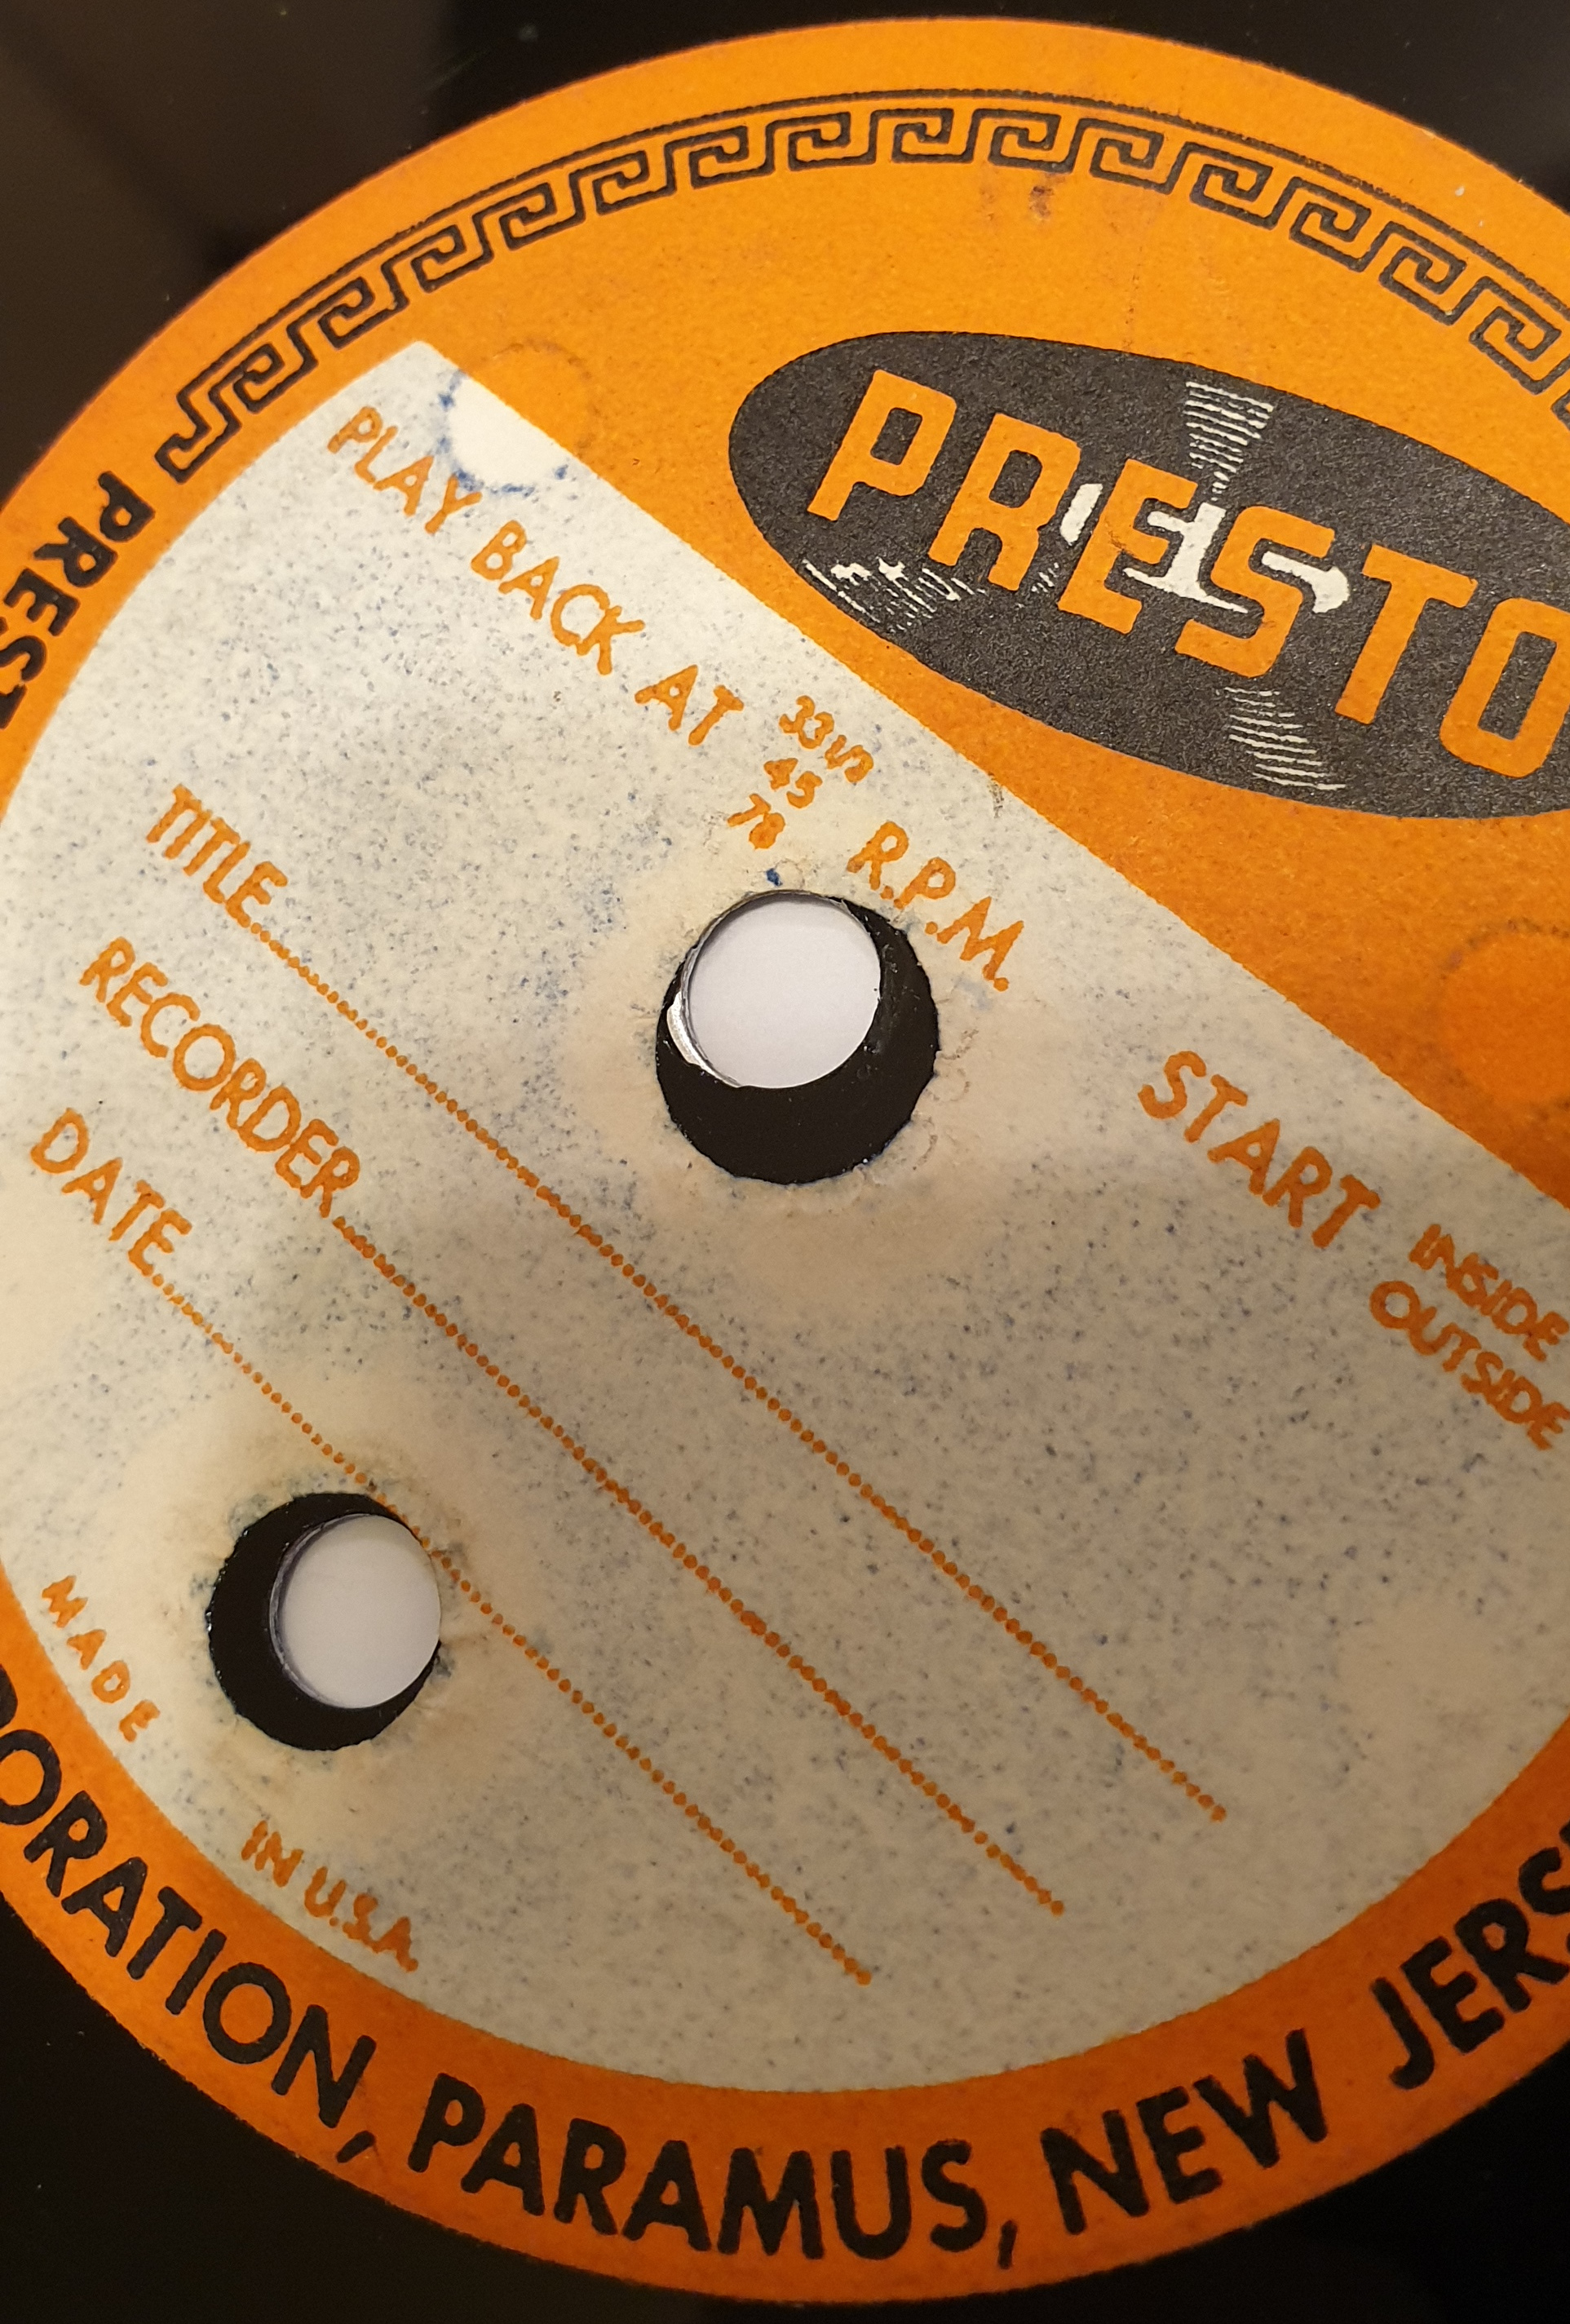 PRESTO
PLAY BACK AT 33 1/3 R.P.M.
45
78
START INSIDE
OUTSIDE
TITLE
RECORDER
DATE
MADE IN U.S.A.
PREST
ORATION, PARAMUS, NEW JERS